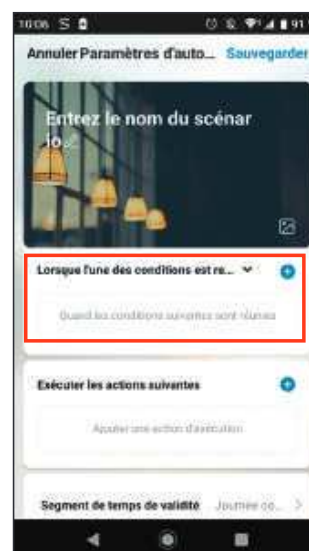 10:06 S 91
Annuler Paramètres d'auto... Sauvegarder
Entrez le nom du scénar
io
Lorsque l'une des conditions est re...
Quand les conditions suivantes sont réunies
Exécuter les actions suivantes
Ajouter une action d'exécution
Segment de temps de validité Journée co... >